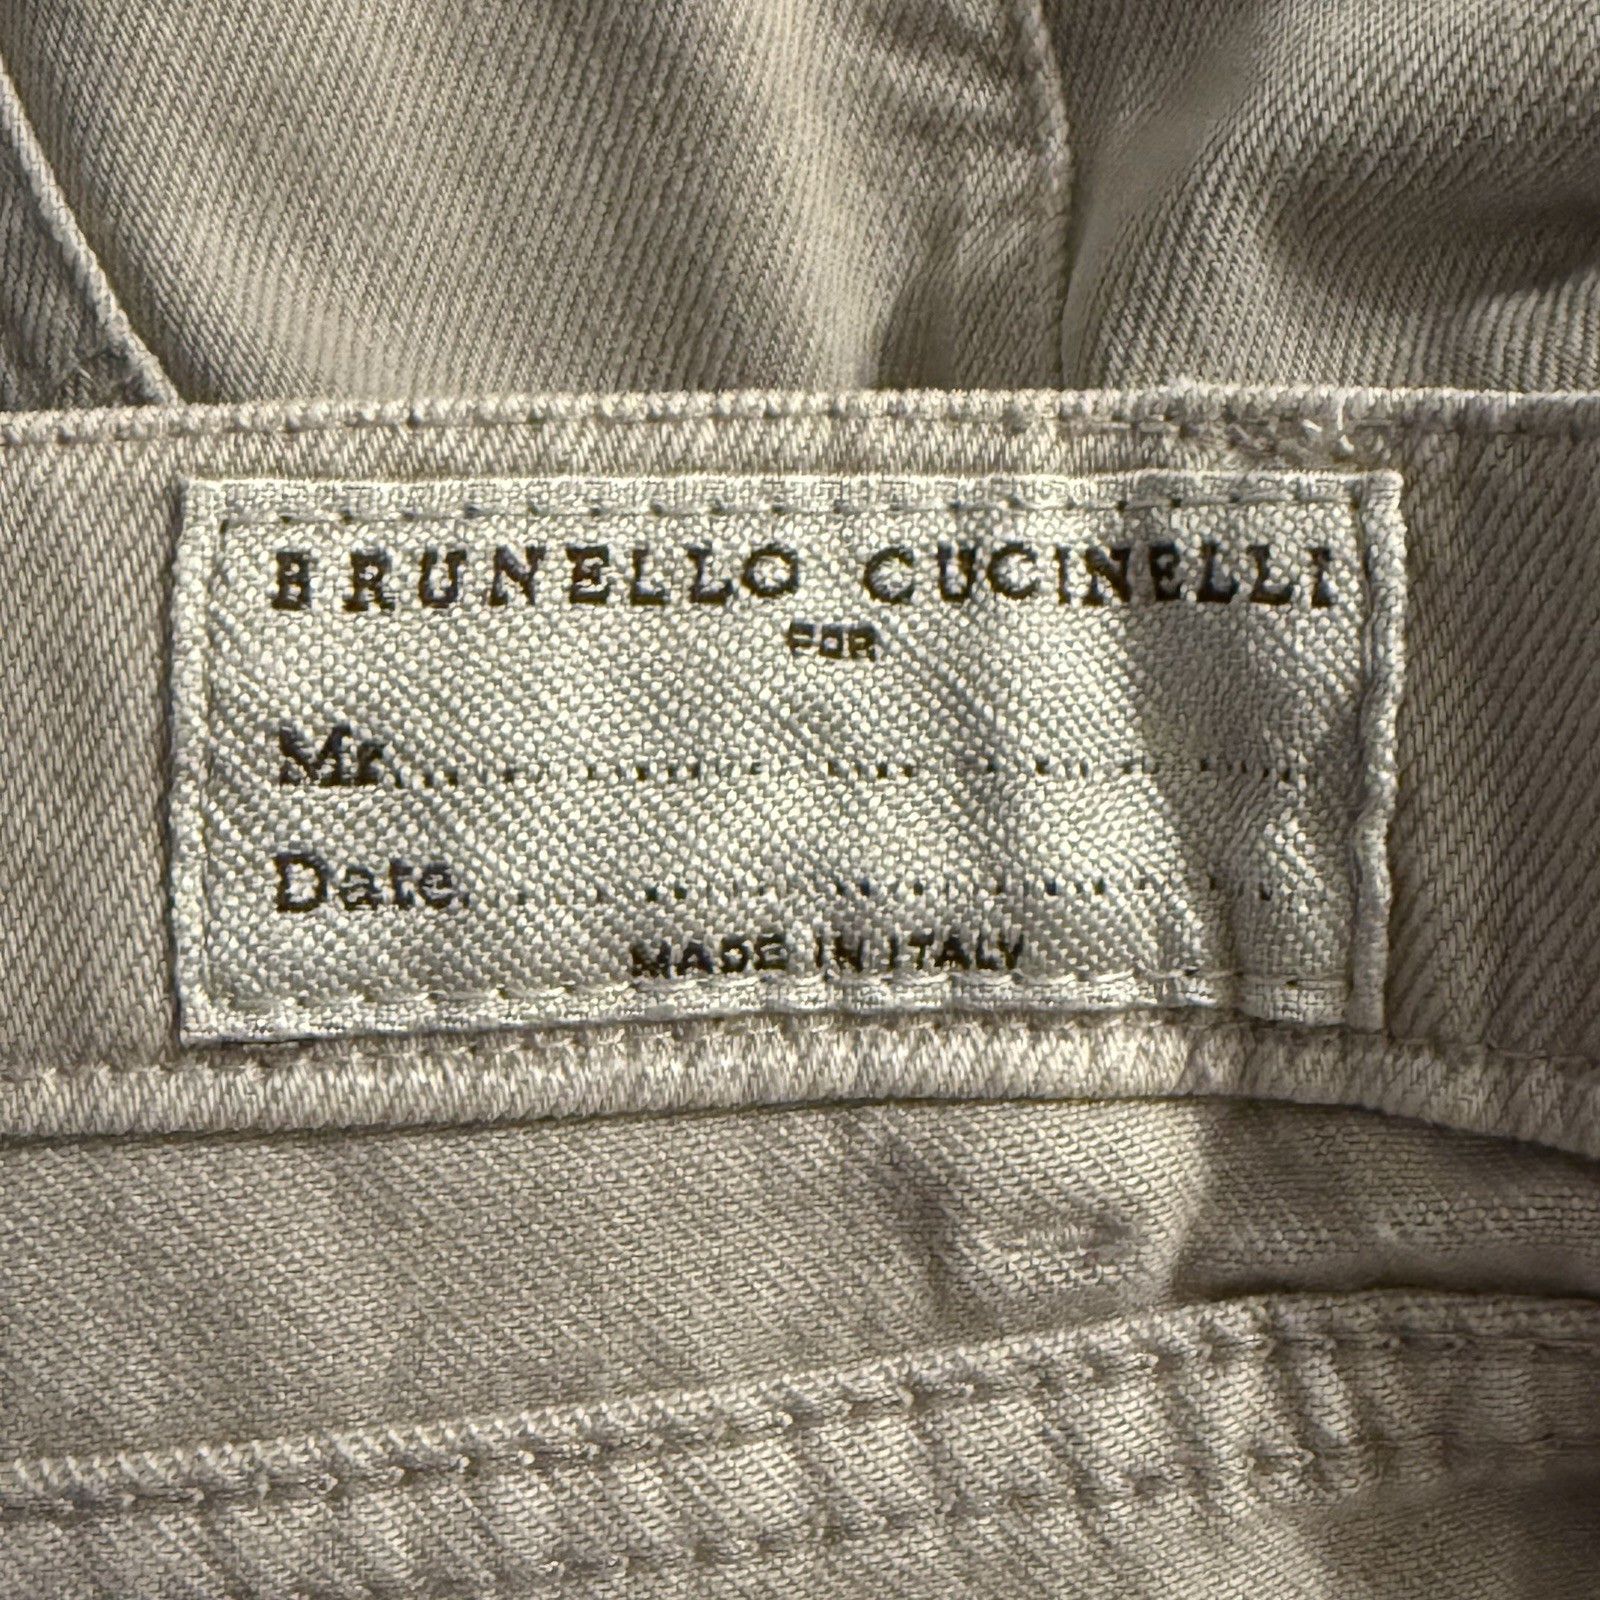 BRUNELLO CUCINELLI
FOR
Mr...........................
Date..........................
MADE IN ITALY